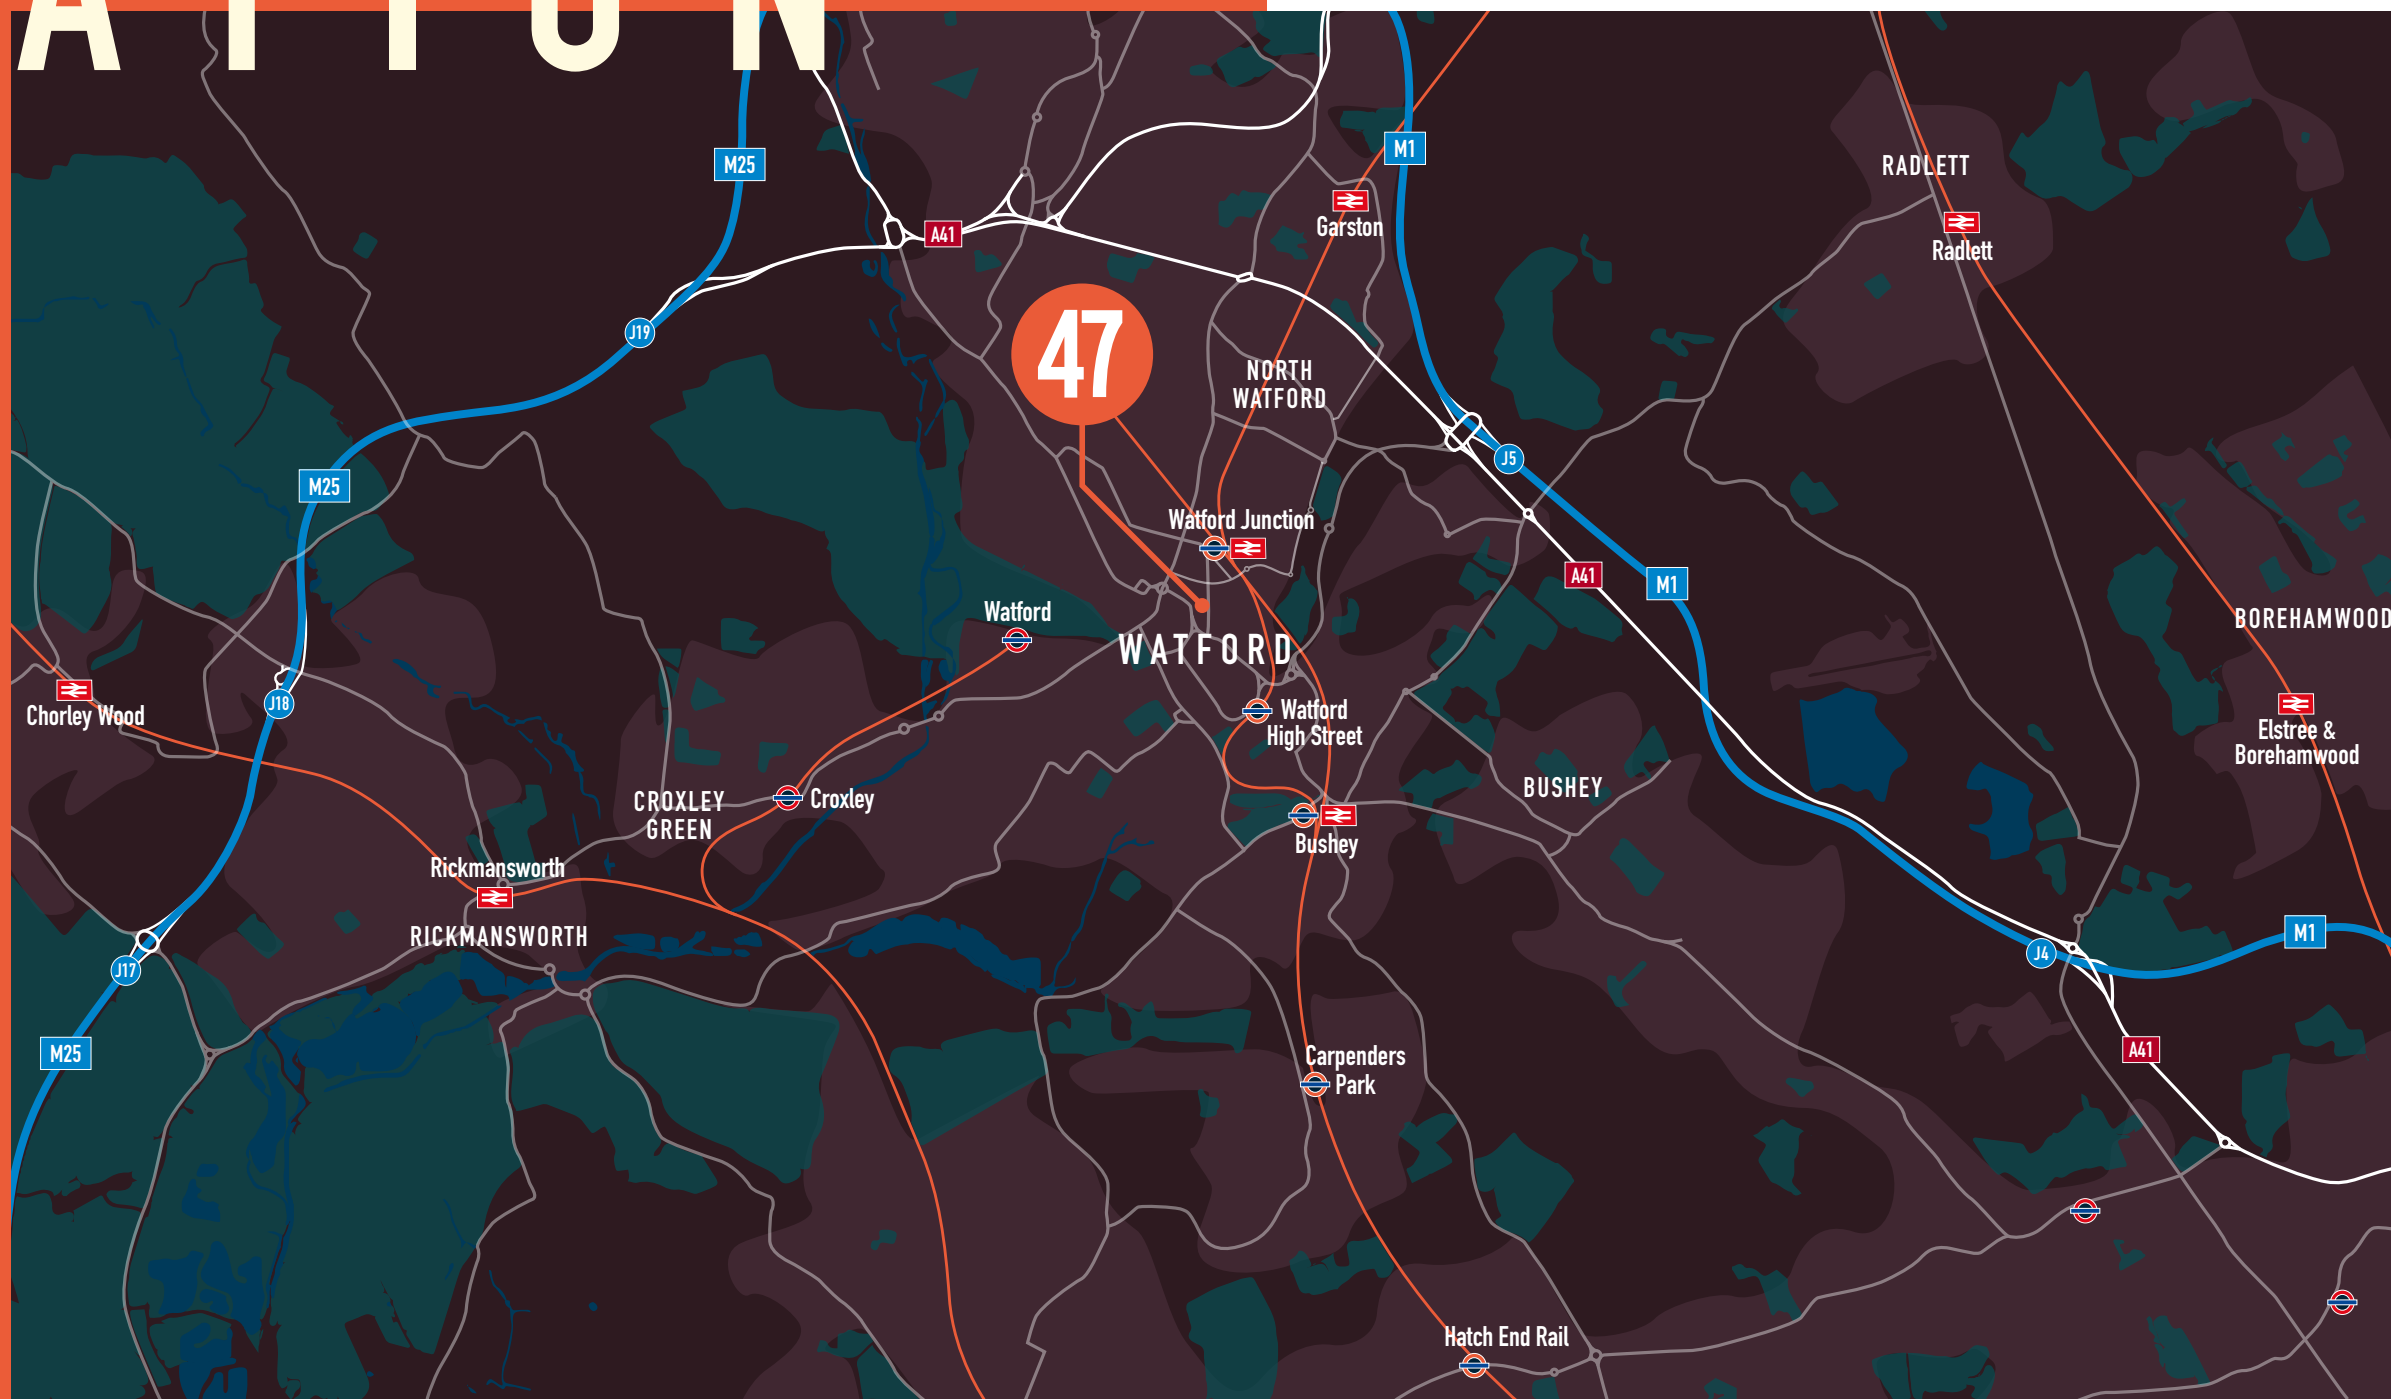 ATION
M25
M1
RADLETT
Garston
A41
Radlett
J19
47
NORTH
WATFORD
J5
M25
Watford Junction
A41
M1
Watford
BOREHAMWOOD
WATFORD
J18
Chorley Wood
Watford
High Street
Elstree &
Borehamwood
BUSHEY
CROXLEY
GREEN
Croxley
Bushey
Rickmansworth
RICKMANSWORTH
M1
J17
J4
M25
A41
Carpenders
Park
Hatch End Rail